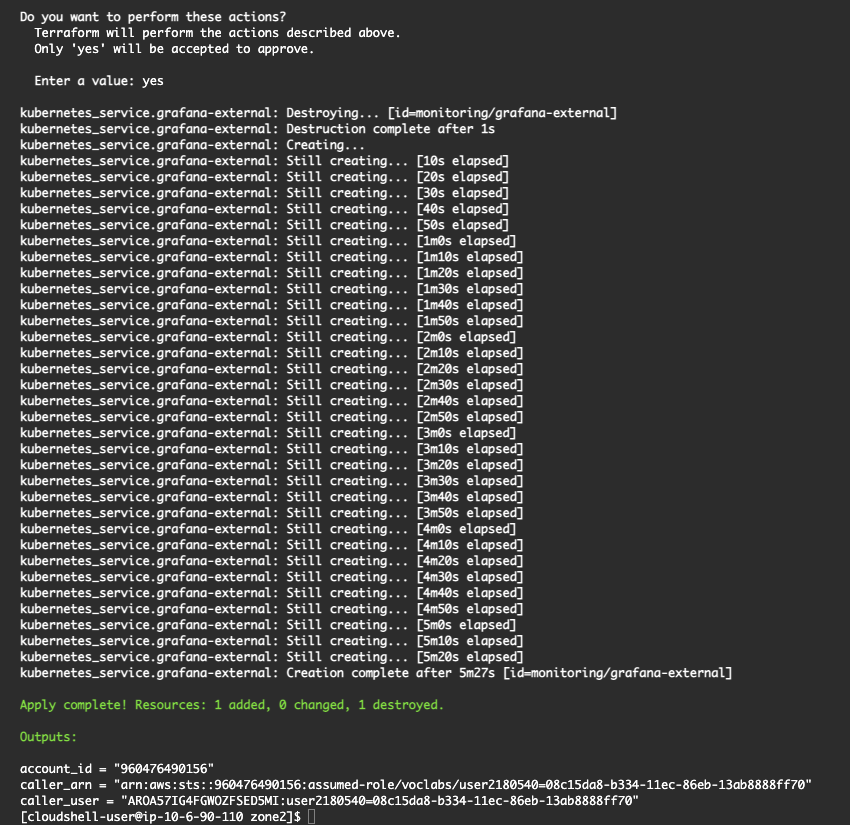 Do you want to perform these actions?
Terraform will perform the actions described above.
Only 'yes' will be accepted to approve.
Enter a value: yes
kubernetes_service.grafana-external: Destroying... [id=monitoring/grafana-external]
kubernetes_service.grafana-external: Destruction complete after 1s
kubernetes_service.grafana-external: Creating...
kubernetes_service.grafana-external: Still creating... [10s elapsed]
kubernetes_service.grafana-external: Still creating... [20s elapsed]
kubernetes_service.grafana-external: Still creating... [30s elapsed]
kubernetes_service.grafana-external: Still creating... [40s elapsed]
kubernetes_service.grafana-external: Still creating... [50s elapsed]
kubernetes_service.grafana-external: Still creating... [1m0s elapsed]
kubernetes_service.grafana-external: Still creating... [1m10s elapsed]
kubernetes_service.grafana-external: Still creating... [1m20s elapsed]
kubernetes_service.grafana-external: Still creating... [1m30s elapsed]
kubernetes_service.grafana-external: Still creating... [1m40s elapsed]
kubernetes_service.grafana-external: Still creating... [1m50s elapsed]
kubernetes_service.grafana-external: Still creating... [2m0s elapsed]
kubernetes_service.grafana-external: Still creating... [2m10s elapsed]
kubernetes_service.grafana-external: Still creating... [2m20s elapsed]
kubernetes_service.grafana-external: Still creating... [2m30s elapsed]
kubernetes_service.grafana-external: Still creating... [2m40s elapsed]
kubernetes_service.grafana-external: Still creating... [2m50s elapsed]
kubernetes_service.grafana-external: Still creating... [3m0s elapsed]
kubernetes_service.grafana-external: Still creating... [3m10s elapsed]
kubernetes_service.grafana-external: Still creating... [3m20s elapsed]
kubernetes_service.grafana-external: Still creating... [3m30s elapsed]
kubernetes_service.grafana-external: Still creating... [3m40s elapsed]
kubernetes_service.grafana-external: Still creating... [3m50s elapsed]
kubernetes_service.grafana-external: Still creating... [4m0s elapsed]
kubernetes_service.grafana-external: Still creating... [4m10s elapsed]
kubernetes_service.grafana-external: Still creating... [4m20s elapsed]
kubernetes_service.grafana-external: Still creating... [4m30s elapsed]
kubernetes_service.grafana-external: Still creating... [4m40s elapsed]
kubernetes_service.grafana-external: Still creating... [4m50s elapsed]
kubernetes_service.grafana-external: Still creating... [5m0s elapsed]
kubernetes_service.grafana-external: Still creating... [5m10s elapsed]
kubernetes_service.grafana-external: Still creating... [5m20s elapsed]
kubernetes_service.grafana-external: Creation complete after 5m27s [id=monitoring/grafana-external]
Apply complete! Resources: 1 added, 0 changed, 1 destroyed.
Outputs:
account_id = "960476490156"
caller_arn = "arn:aws:sts::960476490156:assumed-role/voclabs/user2180540=08c15da8-b334-11ec-86eb-13ab8888ff70"
caller_user = "AROA57IG4FGWOZFSED5MI:user2180540=08c15da8-b334-11ec-86eb-13ab8888ff70"
[cloudshell-user@ip-10-6-90-110 zone2]$